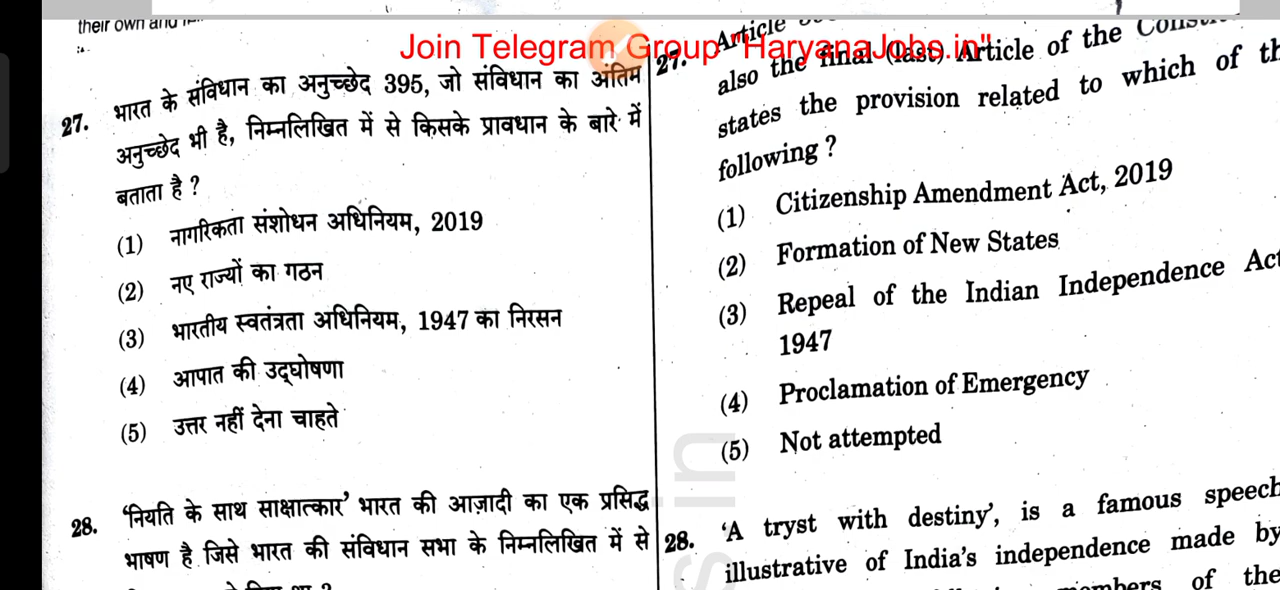 their own and
Join Telegram Group "HaryanaJobs.in"
27. भारत के संविधान का अनुच्छेद 395, जो संविधान का अंतिम
अनुच्छेद भी है, निम्नलिखित में से किसके प्रावधान के बारे में
बताता है ?
(1) नागरिकता संशोधन अधिनियम, 2019
(2) नए राज्यों का गठन
(3) भारतीय स्वतंत्रता अधिनियम, 1947 का निरसन
(4) आपात की उद्घोषणा
(5) उत्तर नहीं देना चाहते
28. 'नियति के साथ साक्षात्कार' भारत की आज़ादी का एक प्रसिद्ध
भाषण है जिसे भारत की संविधान सभा के निम्नलिखित में से
27. Article
also the final (last) Article of the
states the provision related to which of
following ?
(1) Citizenship Amendment Act, 2019
(2) Formation of New States
(3) Repeal of the Indian Independence Act
1947
(4) Proclamation of Emergency
(5) Not attempted
28. 'A tryst with destiny', is a famous speech
illustrative of India's independence made by
of the